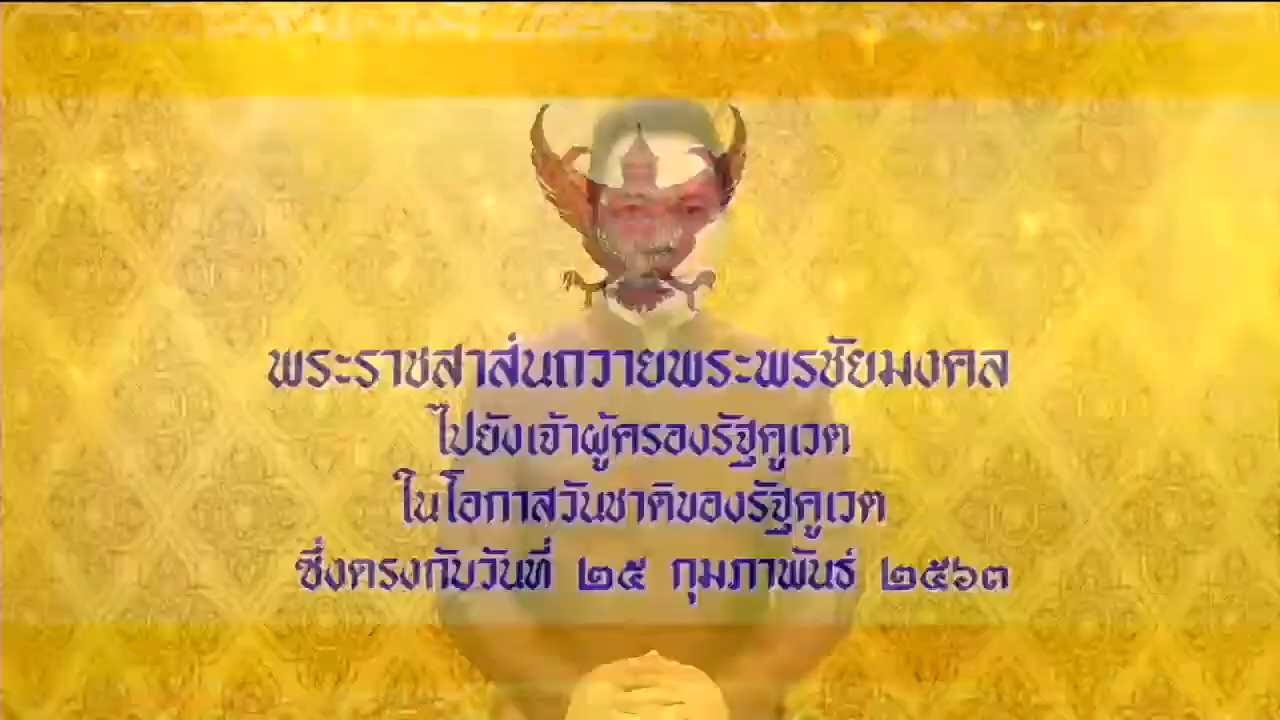 พระราชสาส์นถวายพระพรชัยมงคล
ไปยังเจ้าผู้ครองรัฐคูเวต
ในโอกาสวันชาติของรัฐคูเวต
ซึ่งตรงกับวันที่ ๒๕ กุมภาพันธ์ ๒๕๖๓